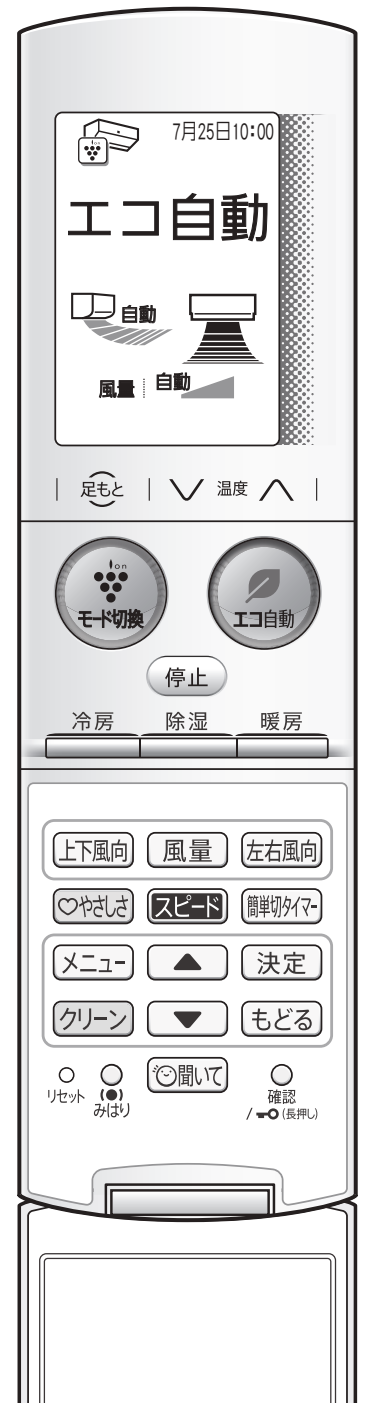 ion
7月25日10:00
エコ自動
自動
風量 自動
足もと 温度
ion
モード切換 エコ自動
停止
冷房 除湿 暖房
上下風向 風量 左右風向
♡やさしさ スピード 簡単切タイマー
メニュー ▲ 決定
クリーン ▼ もどる
聞いて
リセット みはり 確認
/ (長押し)